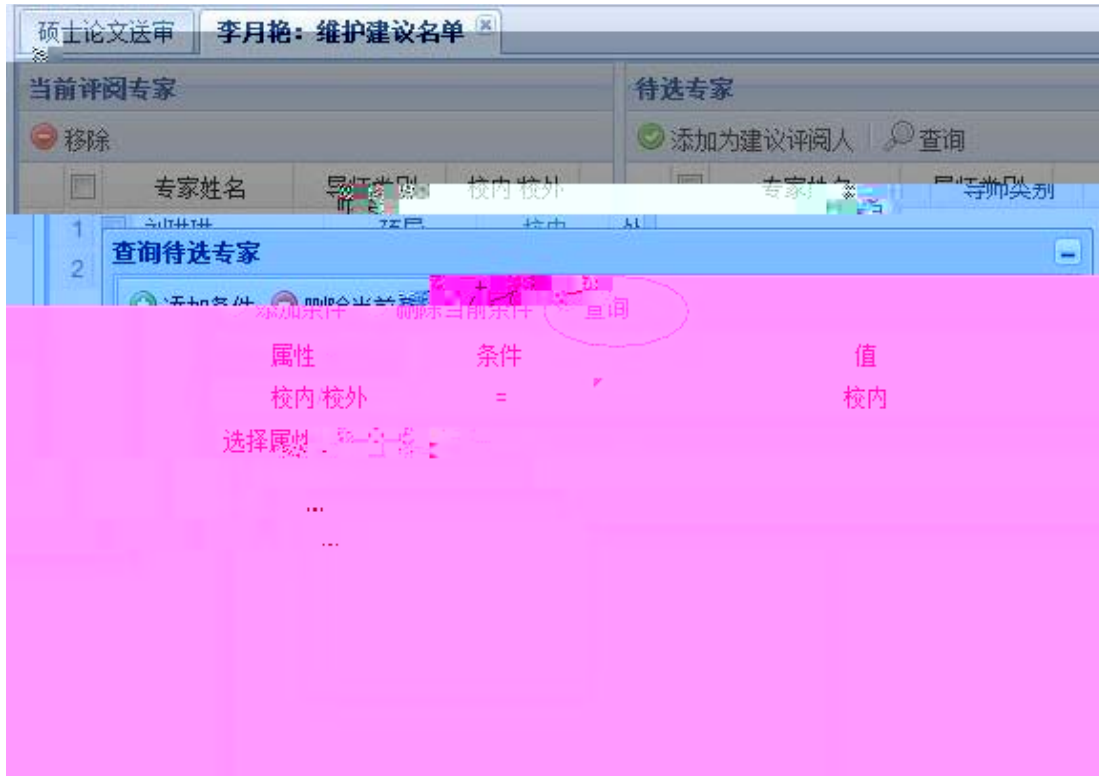 硕士论文送审 李月艳：维护建议名单
当前评阅专家 待选专家
移除 添加为建议评阅人 查询
专家姓名 导师类别 校内 校外 导师类别
1
2 查询待选专家
添加条件 删除当前条件 查询
属性 条件 值
校内 校外 = 校内
选择属性
...
...